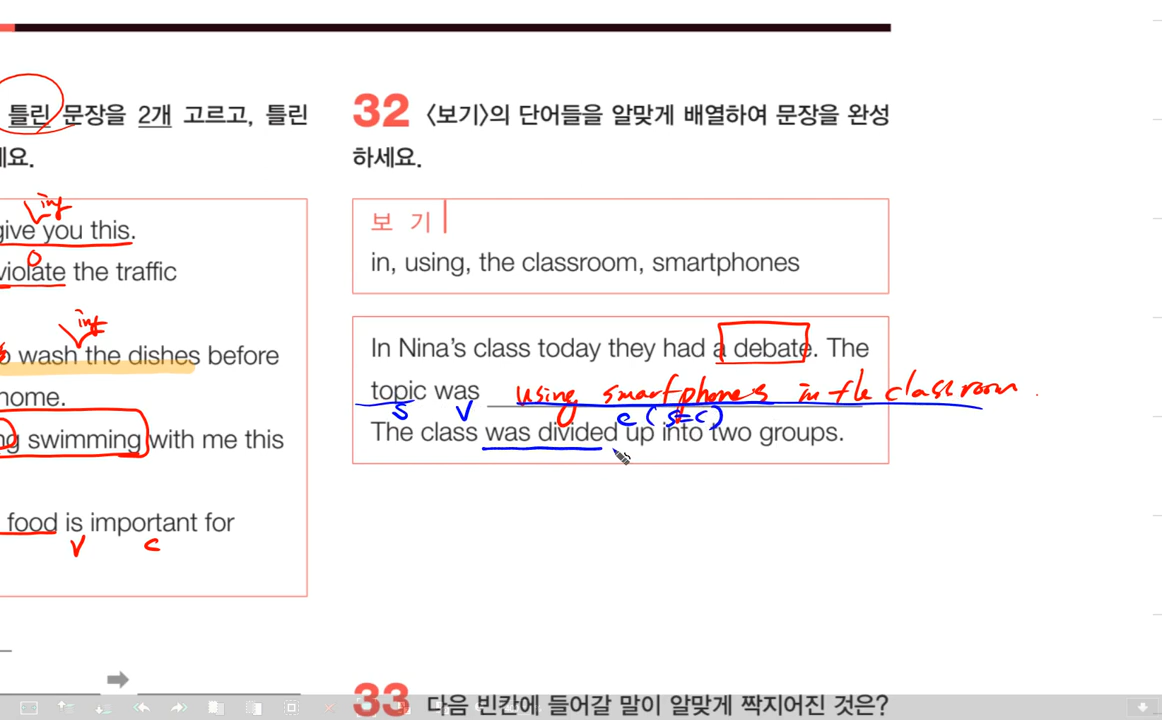 틀린 문장을 2개 고르고, 틀린
세요.
ing
give you this.
O
violate the traffic
ing
o wash the dishes before
home.
ng swimming with me this
food is important for
V C
32 <보기>의 단어들을 알맞게 배열하여 문장을 완성
하세요.
보 기
in, using, the classroom, smartphones
In Nina's class today they had a debate. The
topic was using smartphones in the classroom .
S V C (S=C)
The class was divided up into two groups.
33 다음 빈칸에 들어갈 말이 알맞게 짝지어진 것은?